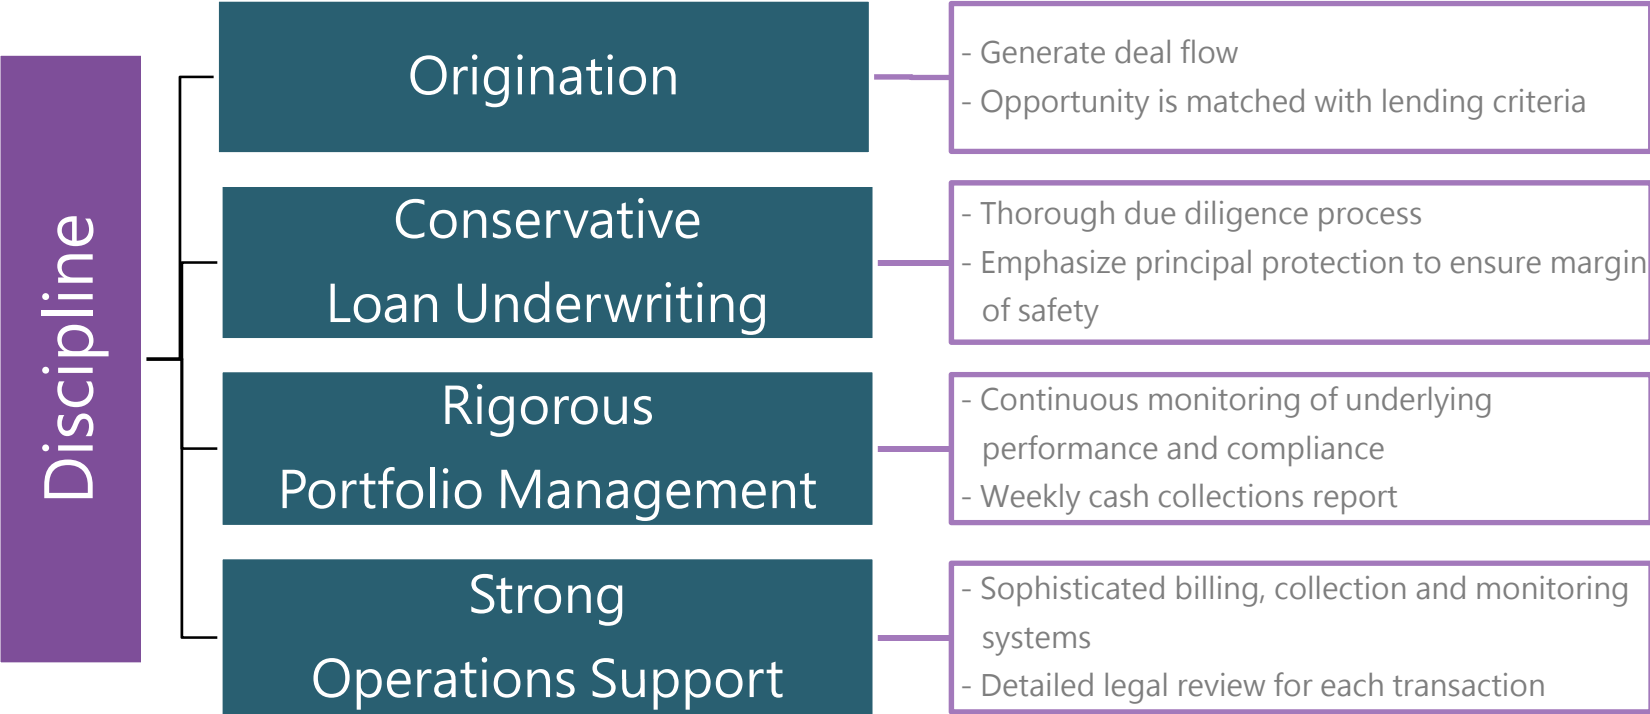 Discipline
Origination
- Generate deal flow
- Opportunity is matched with lending criteria
Conservative
Loan Underwriting
- Thorough due diligence process
- Emphasize principal protection to ensure margin
of safety
Rigorous
Portfolio Management
- Continuous monitoring of underlying
performance and compliance
- Weekly cash collections report
Strong
Operations Support
- Sophisticated billing, collection and monitoring
systems
- Detailed legal review for each transaction